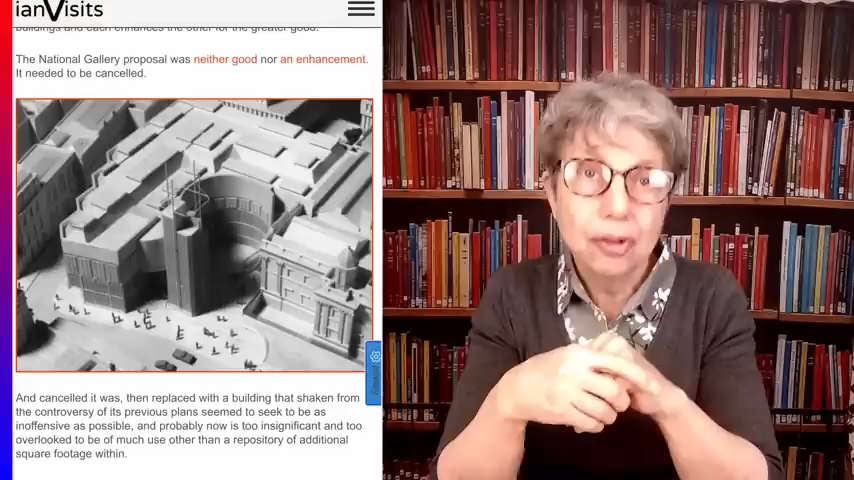 ianVisits
buildings and each enhances the other for the greater good.
The National Gallery proposal was neither good nor an enhancement.
It needed to be cancelled.
And cancelled it was, then replaced with a building that shaken from
the controversy of its previous plans seemed to seek to be as
inoffensive as possible, and probably now is too insignificant and too
overlooked to be of much use other than a repository of additional
square footage within.